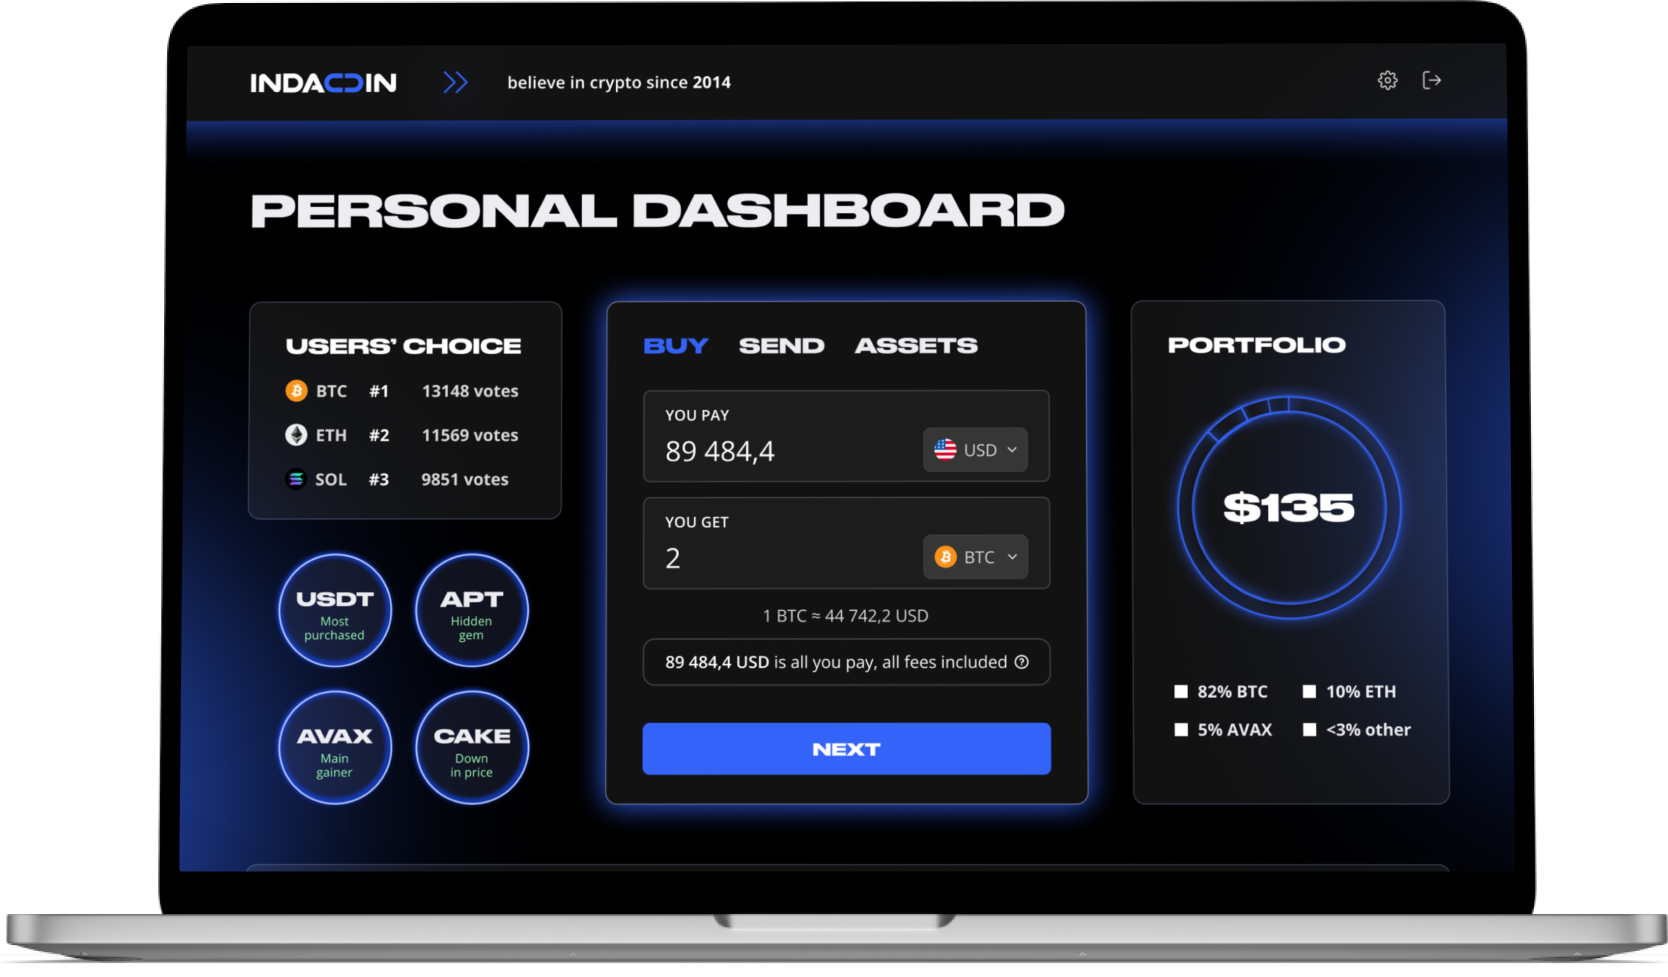 INDACOIN
believe in crypto since 2014
PERSONAL DASHBOARD
USERS’ CHOICE
BTC #1 13148 votes
ETH #2 11569 votes
SOL #3 9851 votes
USDT
Most
purchased
APT
Hidden
gem
AVAX
Main
gainer
CAKE
Down
in price
BUY SEND ASSETS
YOU PAY
89 484,4 USD
YOU GET
2 BTC
1 BTC ≈ 44 742,2 USD
89 484,4 USD is all you pay, all fees included ?
NEXT
PORTFOLIO
$135
82% BTC 10% ETH
5% AVAX <3% other